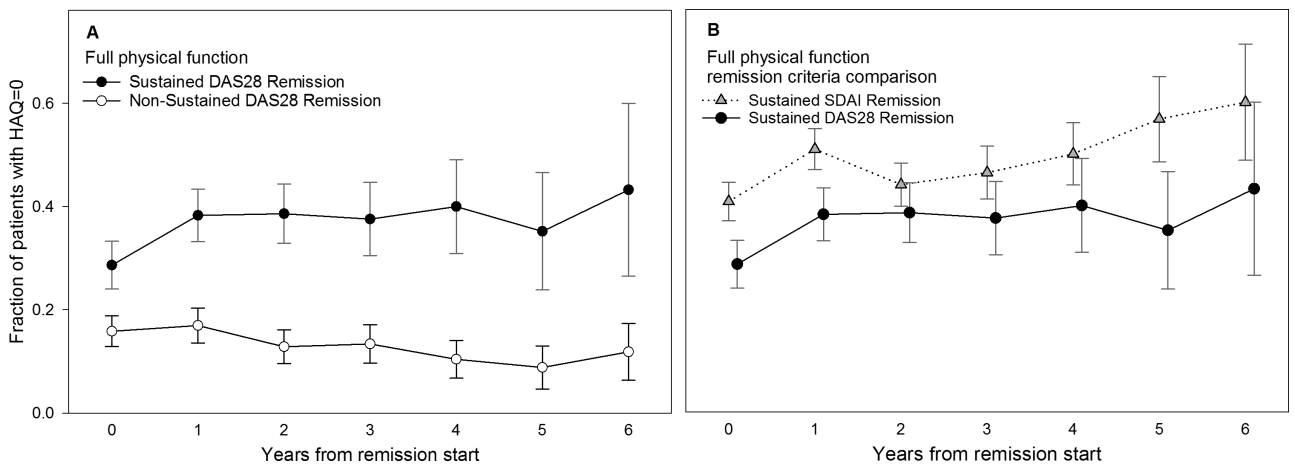 A
Full physical function
Sustained DAS28 Remission
Non-Sustained DAS28 Remission
Fraction of patients with HAQ=0
0.6
0.4
0.2
0.0
0 1 2 3 4 5 6
Years from remission start
B
Full physical function
remission criteria comparison
Sustained SDAI Remission
Sustained DAS28 Remission
0 1 2 3 4 5 6
Years from remission start